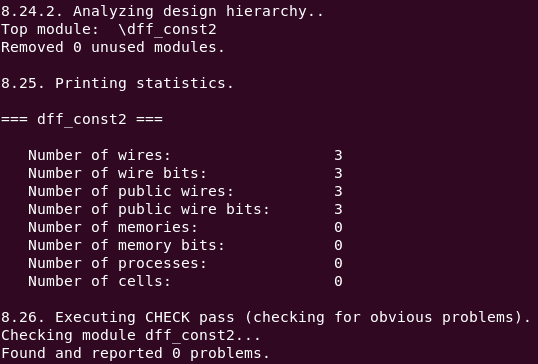 8.24.2. Analyzing design hierarchy..
Top module:  \dff_const2
Removed 0 unused modules.
8.25. Printing statistics.
=== dff_const2 ===
Number of wires: 3
Number of wire bits: 3
Number of public wires: 3
Number of public wire bits: 3
Number of memories: 0
Number of memory bits: 0
Number of processes: 0
Number of cells: 0
8.26. Executing CHECK pass (checking for obvious problems).
Checking module dff_const2...
Found and reported 0 problems.